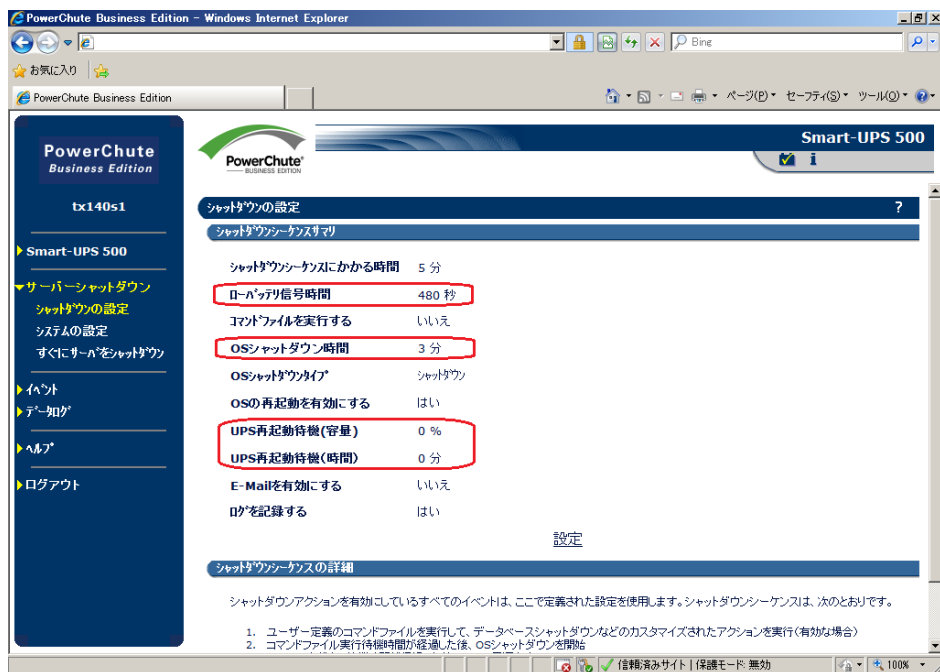 PowerChute Business Edition - Windows Internet Explorer
Bing
お気に入り
PowerChute Business Edition
ページ(P) セーフティ(S) ツール(O)
PowerChute
Business Edition
tx140s1
Smart-UPS 500
サーバーシャットダウン
ｼｬｯﾄﾀﾞｳﾝの設定
システムの設定
すぐにｻｰﾊﾞをｼｬｯﾄﾀﾞｳﾝ
ｲﾍﾞﾝﾄ
ﾃﾞｰﾀﾛｸﾞ
ﾍﾙﾌﾟ
ログアウト
PowerChute®
BUSINESS EDITION
Smart-UPS 500
i
ｼｬｯﾄﾀﾞｳﾝの設定 ?
ｼｬｯﾄﾀﾞｳﾝｼｰｹﾝｽｻﾏﾘ
ｼｬｯﾄﾀﾞｳﾝｼｰｹﾝｽにかかる時間 5 分
ﾛｰﾊﾞｯﾃﾘ信号時間 480 秒
ｺﾏﾝﾄﾞﾌｧｲﾙを実行する いいえ
OSシャットダウン時間 3 分
OSｼｬｯﾄﾀﾞｳﾝﾀｲﾌﾟ ｼｬｯﾄﾀﾞｳﾝ
OSの再起動を有効にする はい
UPS再起動待機(容量) 0 %
UPS再起動待機(時間) 0 分
E-Mailを有効にする いいえ
ﾛｸﾞを記録する はい
設定
ｼｬｯﾄﾀﾞｳﾝｼｰｹﾝｽの詳細
シャットダウンアクションを有効にしているすべてのイベントは、ここで定義された設定を使用します。シャットダウンシーケンスは、次のとおりです。
1. ユーザー定義のコマンドファイルを実行して、データベースシャットダウンなどのカスタマイズされたアクションを実行(有効な場合)
2. コマンドファイル実行待機時間が経過した後、OSシャットダウンを開始
信頼済みサイト | 保護モード: 無効 100%